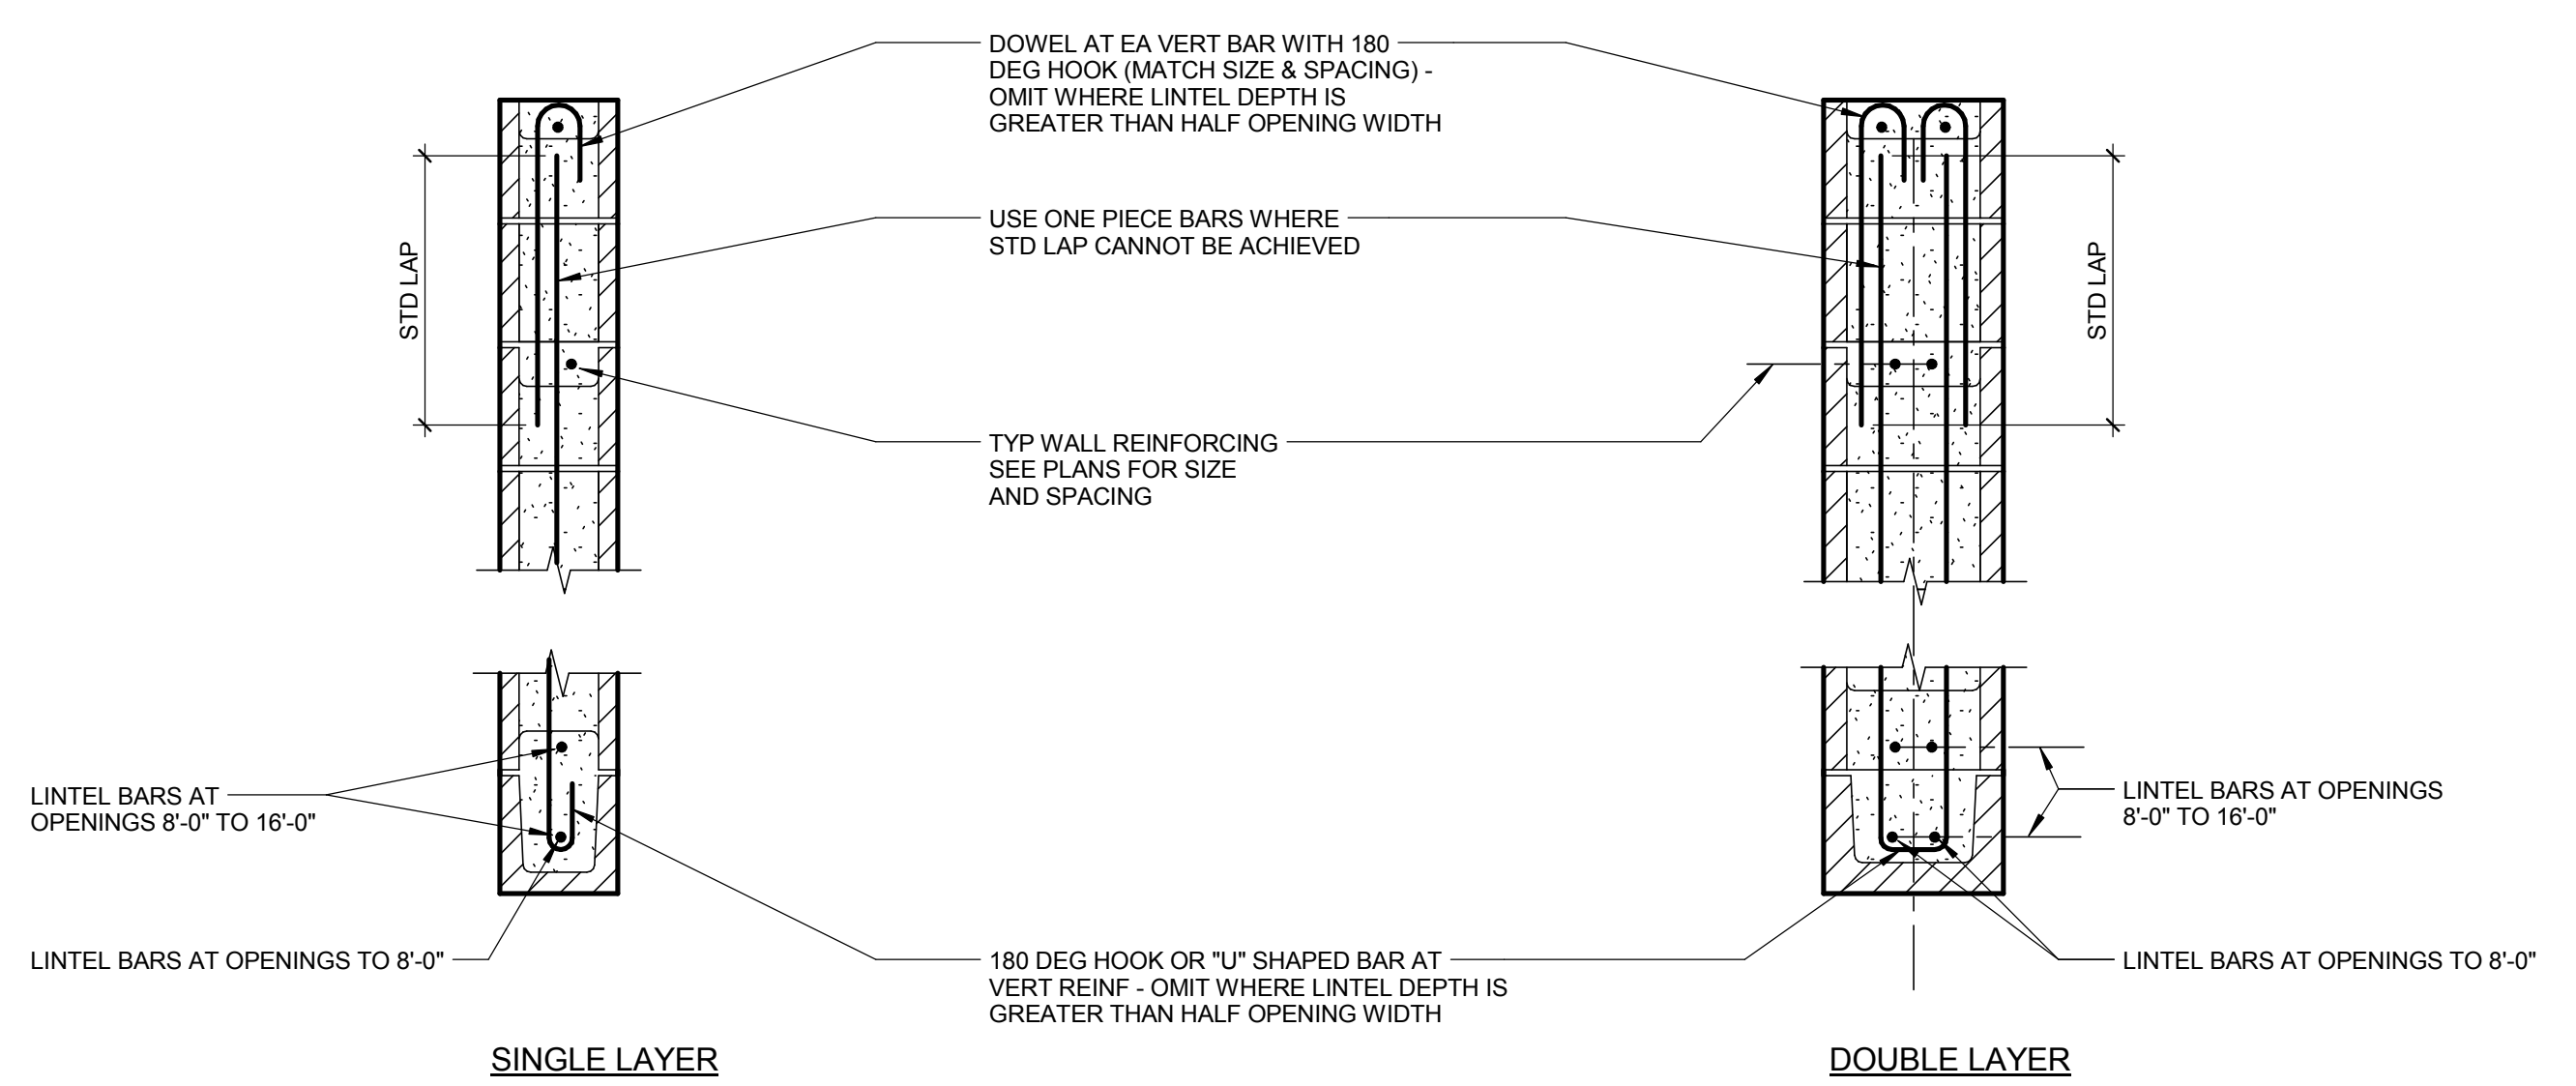 DOWEL AT EA VERT BAR WITH 180
DEG HOOK (MATCH SIZE & SPACING) -
OMIT WHERE LINTEL DEPTH IS
GREATER THAN HALF OPENING WIDTH
USE ONE PIECE BARS WHERE
STD LAP CANNOT BE ACHIEVED
STD LAP
STD LAP
TYP WALL REINFORCING
SEE PLANS FOR SIZE
AND SPACING
LINTEL BARS AT
OPENINGS 8'-0" TO 16'-0"
LINTEL BARS AT OPENINGS
8'-0" TO 16'-0"
LINTEL BARS AT OPENINGS TO 8'-0"
180 DEG HOOK OR "U" SHAPED BAR AT
VERT REINF - OMIT WHERE LINTEL DEPTH IS
GREATER THAN HALF OPENING WIDTH
LINTEL BARS AT OPENINGS TO 8'-0"
SINGLE LAYER
DOUBLE LAYER